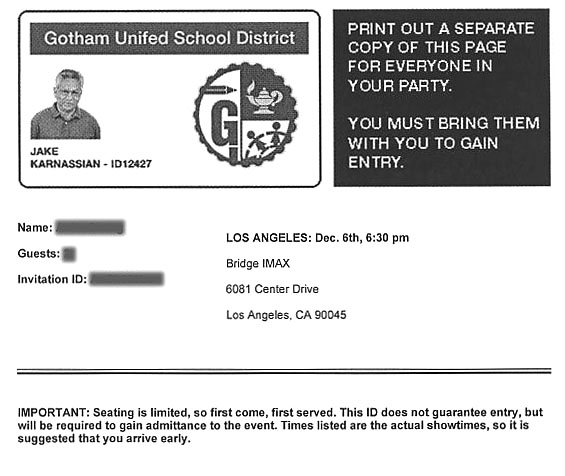 Gotham Unifed School District
G
JAKE
KARNASSIAN - ID12427
PRINT OUT A SEPARATE
COPY OF THIS PAGE
FOR EVERYONE IN
YOUR PARTY.
YOU MUST BRING THEM
WITH YOU TO GAIN
ENTRY.
Name:
Guests:
Invitation ID:
LOS ANGELES: Dec. 6th, 6:30 pm
Bridge IMAX
6081 Center Drive
Los Angeles, CA 90045
IMPORTANT: Seating is limited, so first come, first served. This ID does not guarantee entry, but
will be required to gain admittance to the event. Times listed are the actual showtimes, so it is
suggested that you arrive early.